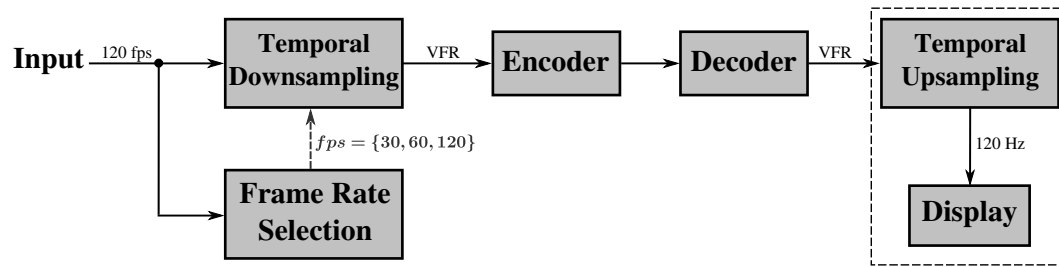 Input
120 fps
Temporal
Downsampling
VFR
Encoder
Decoder
VFR
Temporal
Upsampling
fps = {30, 60, 120}
120 Hz
Frame Rate
Selection
Display